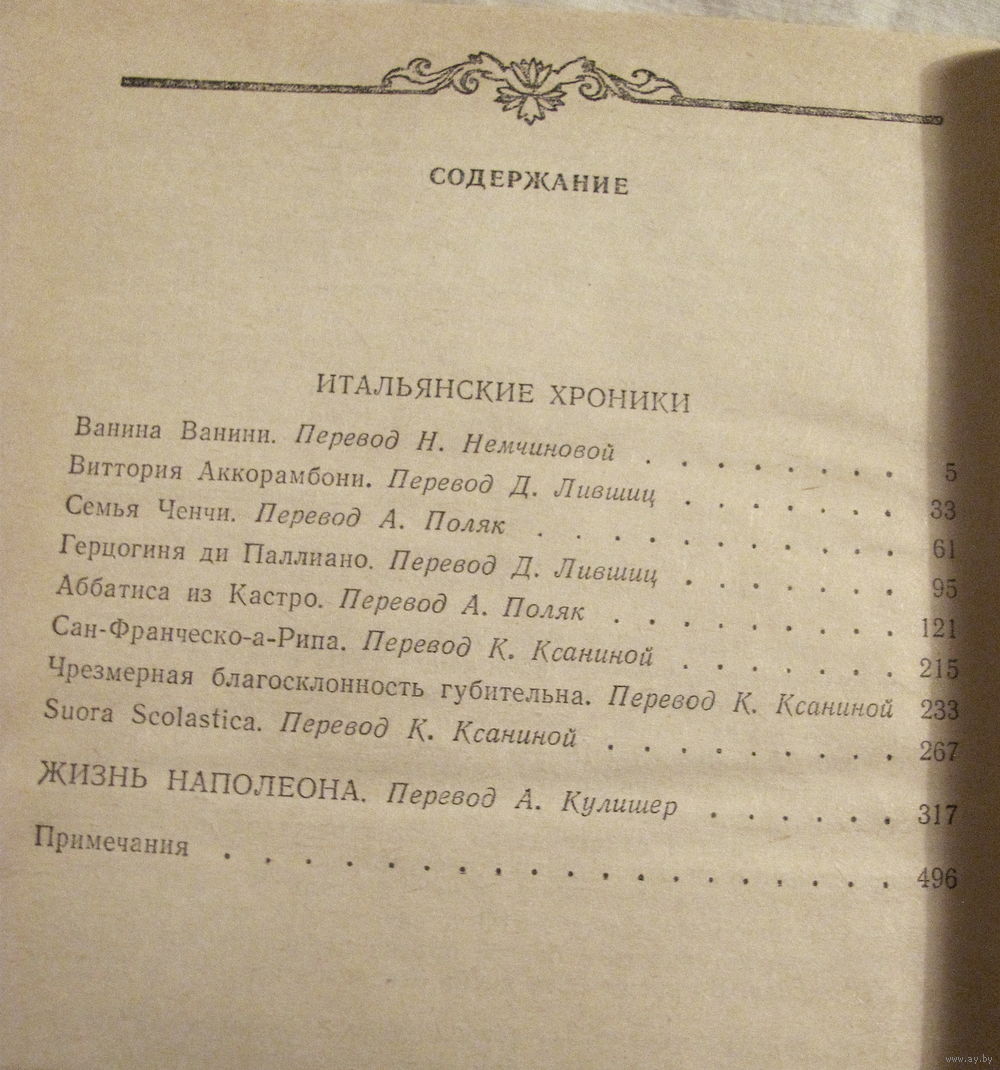 СОДЕРЖАНИЕ
ИТАЛЬЯНСКИЕ ХРОНИКИ
Ванина Ванини. Перевод Н. Немчиновой . . . . . . . . 5
Виттория Аккорамбони. Перевод Д. Лившиц . . . . . . . 33
Семья Ченчи. Перевод А. Поляк . . . . . . . . . . 61
Герцогиня ди Паллиано. Перевод Д. Лившиц . . . . . . . 95
Аббатиса из Кастро. Перевод А. Поляк . . . . . . . . . 121
Сан-Франческо-а-Рипа. Перевод К. Ксаниной . . . . . . . 215
Чрезмерная благосклонность губительна. Перевод К. Ксаниной 233
Suora Scolastica. Перевод К. Ксаниной . . . . . . . . . 267
ЖИЗНЬ НАПОЛЕОНА. Перевод А. Кулишер . . . . . . 317
Примечания . . . . . . . . . . . . . . . . . . 496
www.ay.by